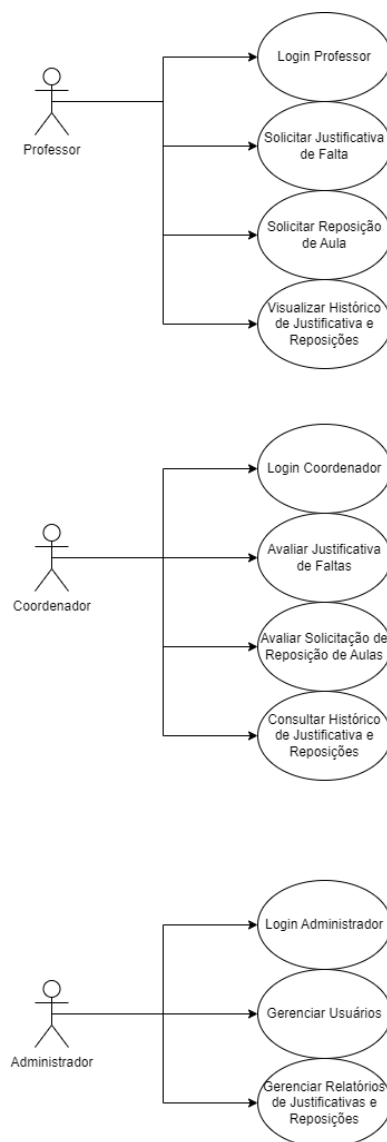 Login Professor
Professor
Solicitar Justificativa
de Falta
Solicitar Reposição
de Aula
Visualizar Histórico
de Justificativa e
Reposições
Login Coordenador
Coordenador
Avaliar Justificativa
de Faltas
Avaliar Solicitação de
Reposição de Aulas
Consultar Histórico
de Justificativa e
Reposições
Login Administrador
Administrador
Gerenciar Usuários
Gerenciar Relatórios
de Justificativas e
Reposições